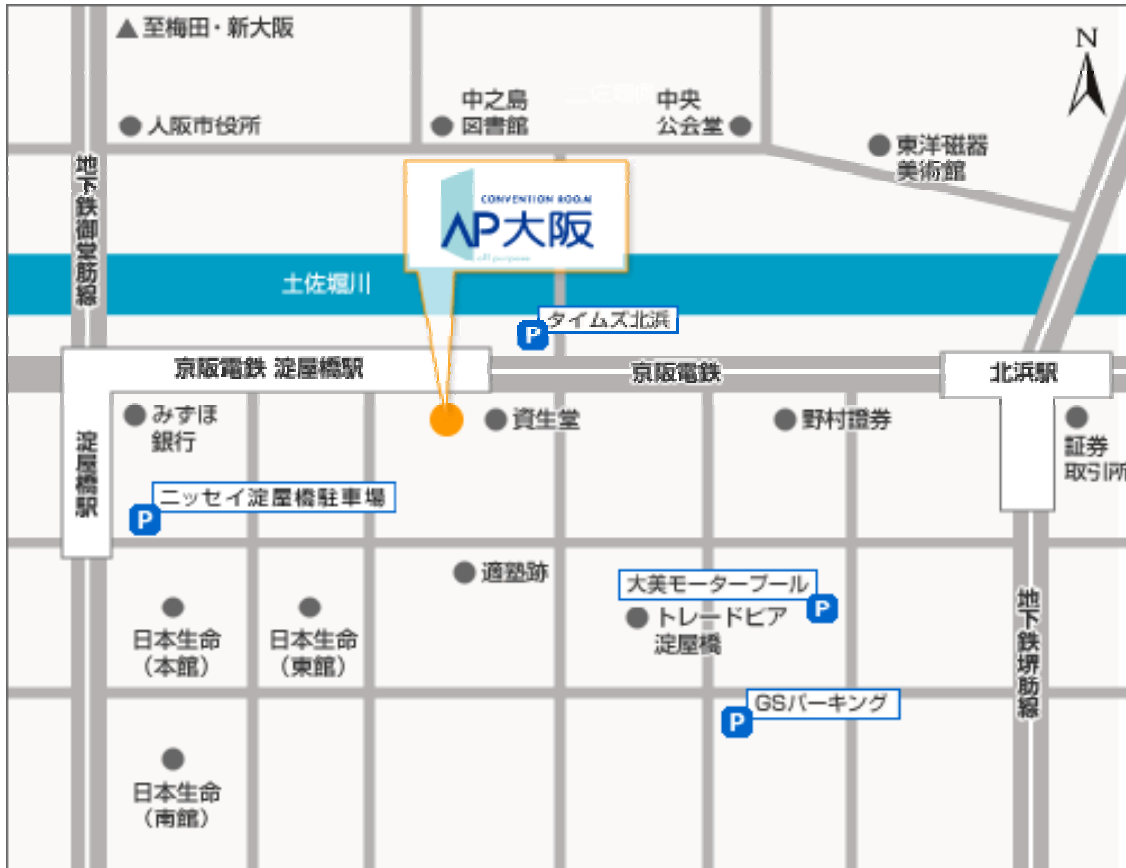 ▲至梅田・新大阪
N
中之島
図書館
中央
公会堂
人阪市役所
東洋磁器
美術館
地下鉄御堂筋線
CONVENTION ROOM
AP大阪
all purpose
土佐堀川
P
タイムズ北浜
京阪電鉄 淀屋橋駅
京阪電鉄
北浜駅
みずほ
銀行
資生堂
野村證券
証券
取引所
淀屋橋駅
ニッセイ淀屋橋駐車場
P
適塾跡
大美モータープール
P
トレードピア
淀屋橋
地下鉄堺筋線
日本生命
(本館)
日本生命
(東館)
GSパーキング
P
日本生命
(南館)